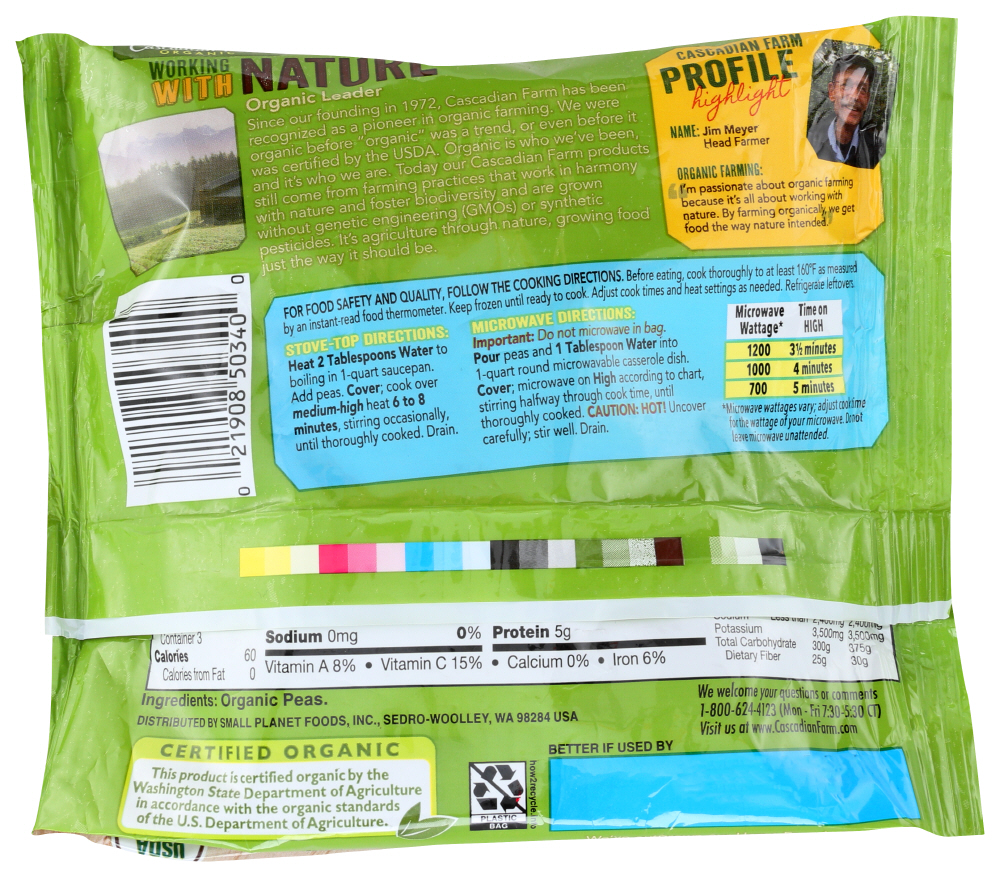 ORGANIC
WORKING
WITH NATURE
Organic Leader
Since our founding in 1972, Cascadian Farm has been
recognized as a pioneer in organic farming. We were
organic before "organic" was a trend, or even before it
was certified by the USDA. Organic is who we've been,
and it's who we are. Today our Cascadian Farm products
still come from farming practices that work in harmony
with nature and foster biodiversity and are grown
without genetic engineering (GMOs) or synthetic
pesticides. It's agriculture through nature, growing food
just the way it should be.
CASCADIAN FARM
PROFILE
highlight
NAME: Jim Meyer
Head Farmer
ORGANIC FARMING:
"I'm passionate about organic farming
because it's all about working with
nature. By farming organically, we get
food the way nature intended."
0 21908 50340 0
FOR FOOD SAFETY AND QUALITY, FOLLOW THE COOKING DIRECTIONS. Before eating, cook thoroughly to at least 160°F as measured
by an instant-read food thermometer. Keep frozen until ready to cook. Adjust cook times and heat settings as needed. Refrigerate leftovers.
STOVE-TOP DIRECTIONS:
Heat 2 Tablespoons Water to
boiling in 1-quart saucepan.
Add peas. Cover; cook over
medium-high heat 6 to 8
minutes, stirring occasionally,
until thoroughly cooked. Drain.
MICROWAVE DIRECTIONS:
Important: Do not microwave in bag.
Pour peas and 1 Tablespoon Water into
1-quart round microwavable casserole dish.
Cover; microwave on High according to chart,
stirring halfway through cook time, until
thoroughly cooked. CAUTION: HOT! Uncover
carefully; stir well. Drain.
Microwave Time on
Wattage* HIGH
1200 3½ minutes
1000 4 minutes
700 5 minutes
*Microwave wattages vary; adjust cook time
for the wattage of your microwave. Do not
leave microwave unattended.
Container 3
Calories 60
Calories from Fat 0
Sodium 0mg 0% Protein 5g
Vitamin A 8% • Vitamin C 15% • Calcium 0% • Iron 6%
Sodium Less than 2,400mg 2,400mg
Potassium 3,500mg 3,500mg
Total Carbohydrate 300g 375g
Dietary Fiber 25g 30g
Ingredients: Organic Peas.
DISTRIBUTED BY SMALL PLANET FOODS, INC., SEDRO-WOOLLEY, WA 98284 USA
We welcome your questions or comments
1-800-624-4123 (Mon - Fri 7:30-5:30 CT)
Visit us at www.CascadianFarm.com
CERTIFIED ORGANIC
This product is certified organic by the
Washington State Department of Agriculture
in accordance with the organic standards
of the U.S. Department of Agriculture.
PLASTIC
BAG
BETTER IF USED BY
USDA